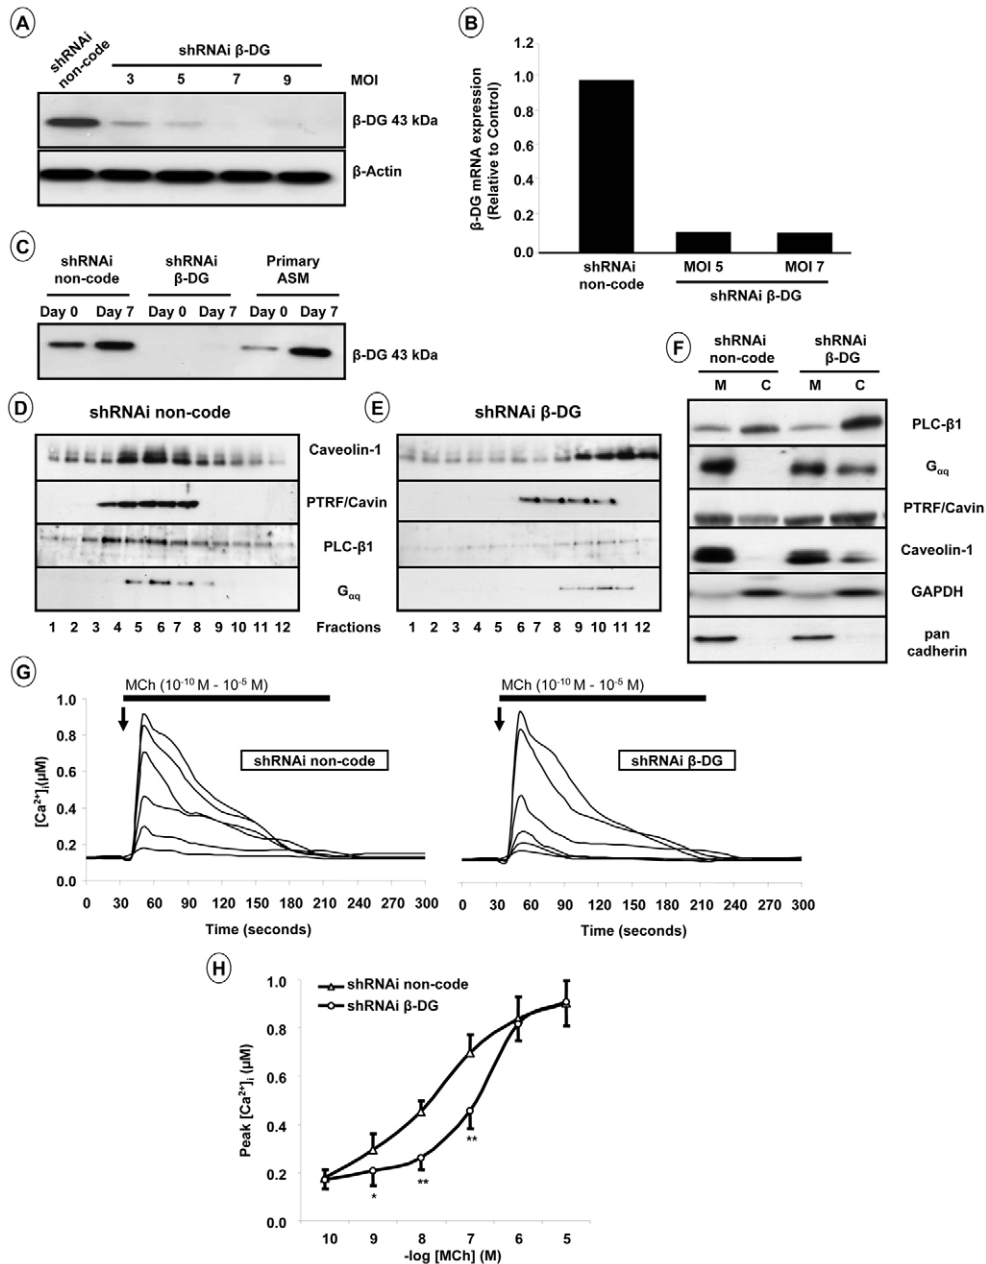 A
shRNAi
non-code
shRNAi β-DG
3 5 7 9 MOI
β-DG 43 kDa
β-Actin
B
1.2
1.0
0.8
0.6
0.4
0.2
0.0
β-DG mRNA expression
(Relative to Control)
shRNAi
non-code
MOI 5 MOI 7
shRNAi β-DG
C
shRNAi
non-code
shRNAi
β-DG
Primary
ASM
Day 0 Day 7 Day 0 Day 7 Day 0 Day 7
β-DG 43 kDa
D
shRNAi non-code
E
shRNAi β-DG
Caveolin-1
PTRF/Cavin
PLC-β1
Gαq
1 2 3 4 5 6 7 8 9 10 11 12 Fractions 1 2 3 4 5 6 7 8 9 10 11 12
F
shRNAi
non-code
shRNAi
β-DG
M C M C
PLC-β1
Gαq
PTRF/Cavin
Caveolin-1
GAPDH
pan
cadherin
G
MCh (10⁻¹⁰ M - 10⁻⁵ M)
shRNAi non-code
1.0
0.8
0.6
0.4
0.2
0.0
[Ca²⁺]i(μM)
0 30 60 90 120 150 180 210 240 270 300
Time (seconds)
MCh (10⁻¹⁰ M - 10⁻⁵ M)
shRNAi β-DG
0 30 60 90 120 150 180 210 240 270 300
Time (seconds)
H
shRNAi non-code
shRNAi β-DG
1.0
0.8
0.6
0.4
0.2
0.0
Peak [Ca²⁺]i (μM)
*
**
**
10 9 8 7 6 5
-log [MCh] (M)